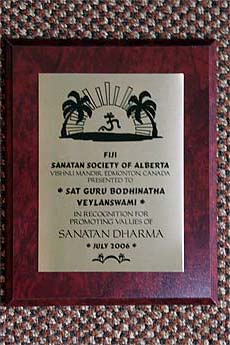 FIJI
SANATAN SOCIETY OF ALBERTA
VISHNU MANDIR, EDMONTON, CANADA
PRESENTED TO
* SAT GURU BODHINATHA
VEYLANSWAMI *
IN RECOGNITION FOR
PROMOTING VALUES OF
SANATAN DHARMA
* JULY 2006 *